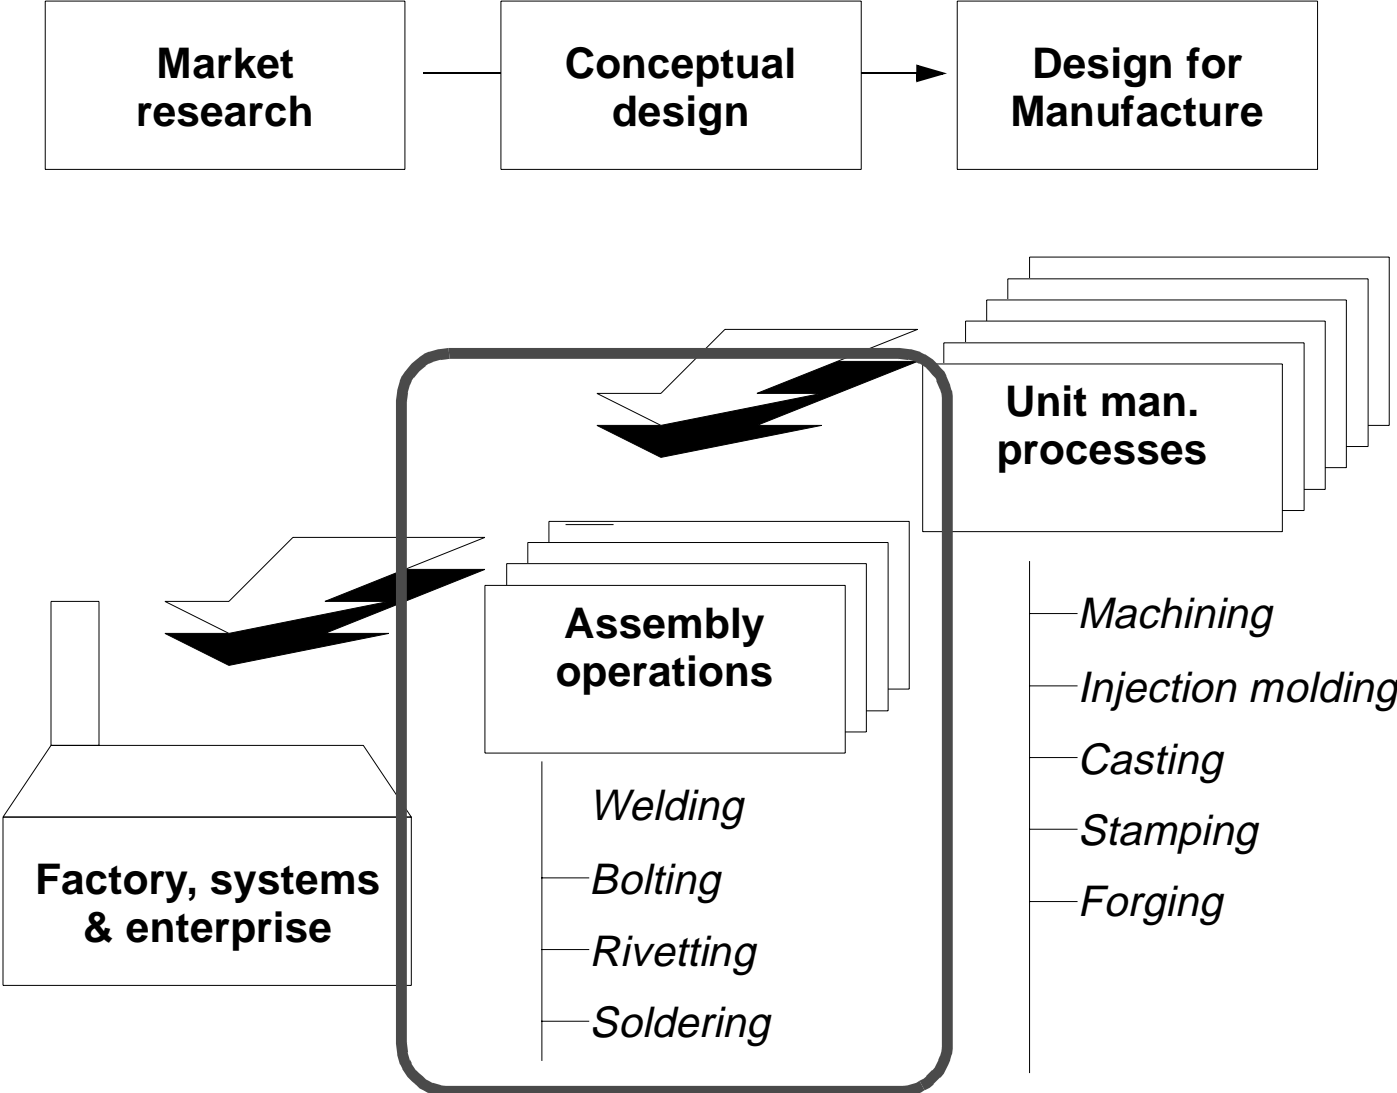 Market
research
Conceptual
design
Design for
Manufacture
Unit man.
processes
Machining
Injection molding
Casting
Stamping
Forging
Assembly
operations
Welding
Bolting
Rivetting
Soldering
Factory, systems
& enterprise